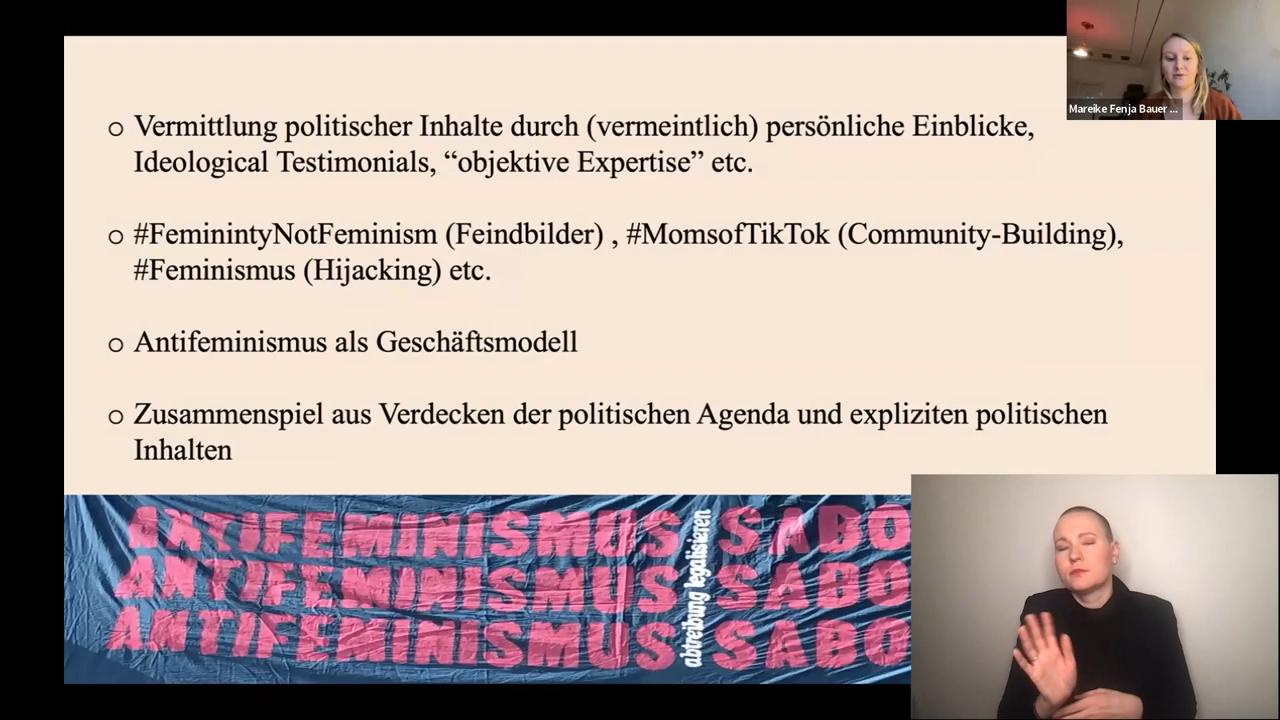 Mareike Fenja Bauer ...
Vermittlung politischer Inhalte durch (vermeintlich) persönliche Einblicke,
Ideological Testimonials, “objektive Expertise” etc.
#FeminintyNotFeminism (Feindbilder) , #MomsofTikTok (Community-Building),
#Feminismus (Hijacking) etc.
Antifeminismus als Geschäftsmodell
Zusammenspiel aus Verdecken der politischen Agenda und expliziten politischen
Inhalten
ANTIFEMINISMUS SABO
ANTIFEMINISMUS SABO
ANTIFEMINISMUS SABO
abtreibung legalisieren